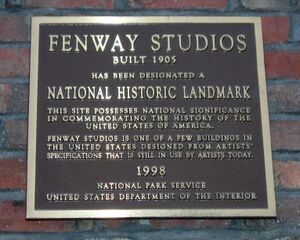 FENWAY STUDIOS
BUILT 1905
HAS BEEN DESIGNATED A
NATIONAL HISTORIC LANDMARK
THIS SITE POSSESSES NATIONAL SIGNIFICANCE
IN COMMEMORATING THE HISTORY OF THE
UNITED STATES OF AMERICA.
FENWAY STUDIOS IS ONE OF A FEW BUILDINGS IN
THE UNITED STATES DESIGNED FROM ARTISTS'
SPECIFICATIONS THAT IS STILL IN USE BY ARTISTS TODAY.
1998
NATIONAL PARK SERVICE
UNITED STATES DEPARTMENT OF THE INTERIOR